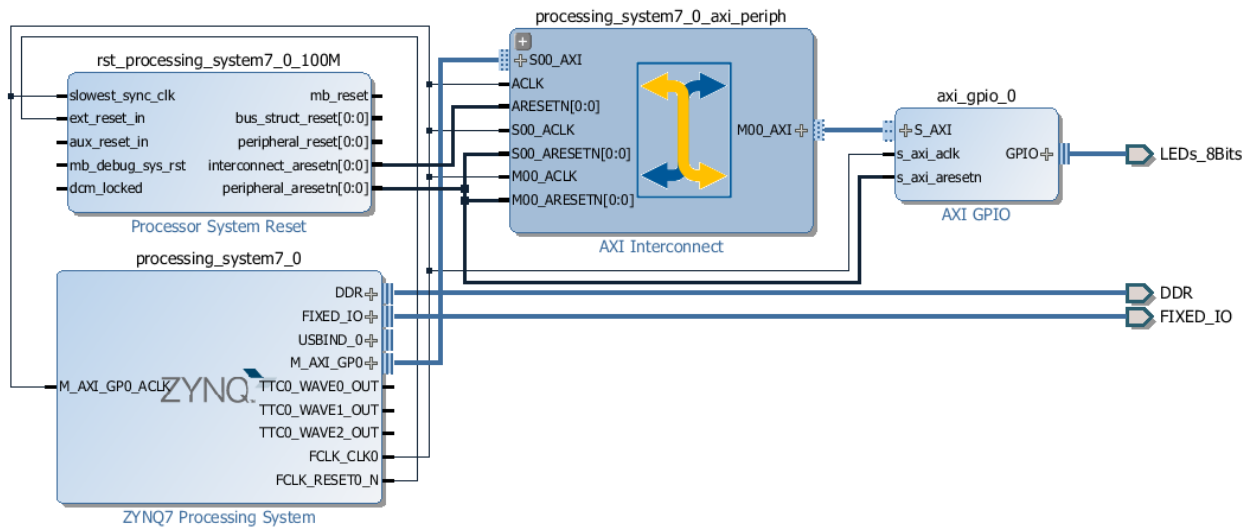 processing_system7_0_axi_periph
S00_AXI
ACLK
ARESETN[0:0]
S00_ACLK
S00_ARESETN[0:0]
M00_ACLK
M00_ARESETN[0:0]
M00_AXI
AXI Interconnect
rst_processing_system7_0_100M
slowest_sync_clk
ext_reset_in
aux_reset_in
mb_debug_sys_rst
dcm_locked
mb_reset
bus_struct_reset[0:0]
peripheral_reset[0:0]
interconnect_aresetn[0:0]
peripheral_aresetn[0:0]
Processor System Reset
axi_gpio_0
S_AXI
s_axi_aclk
s_axi_aresetn
GPIO
AXI GPIO
LEDs_8Bits
DDR
FIXED_IO
processing_system7_0
M_AXI_GP0_ACLK
ZYNQ
DDR
FIXED_IO
USBIND_0
M_AXI_GP0
TTC0_WAVE0_OUT
TTC0_WAVE1_OUT
TTC0_WAVE2_OUT
FCLK_CLK0
FCLK_RESET0_N
ZYNQ7 Processing System